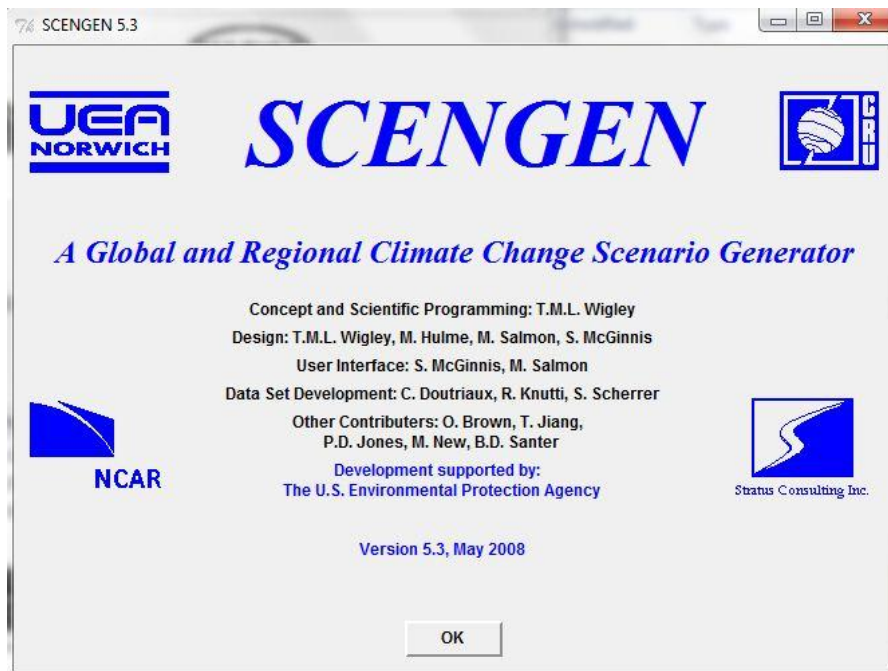 SCENGEN 5.3
UEA
NORWICH
SCENGEN
CRU
A Global and Regional Climate Change Scenario Generator
Concept and Scientific Programming: T.M.L. Wigley
Design: T.M.L. Wigley, M. Hulme, M. Salmon, S. McGinnis
User Interface: S. McGinnis, M. Salmon
Data Set Development: C. Doutriaux, R. Knutti, S. Scherrer
Other Contributers: O. Brown, T. Jiang,
P.D. Jones, M. New, B.D. Santer
Development supported by:
The U.S. Environmental Protection Agency
NCAR
Stratus Consulting Inc.
Version 5.3, May 2008
OK